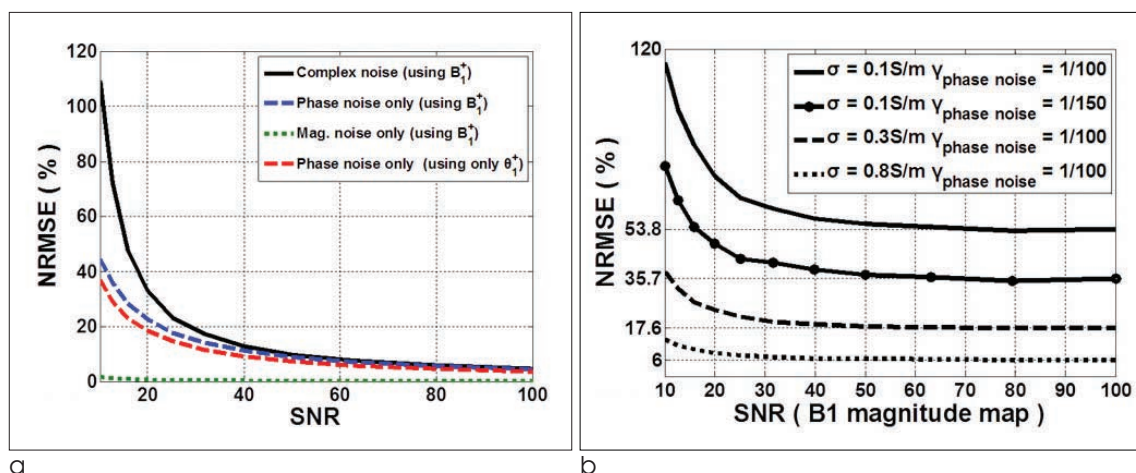 120
100
80
60
40
20
0
NRMSE ( % )
20 40 60 80 100
SNR
Complex noise (using B₁⁺)
Phase noise only (using B₁⁺)
Mag. noise only (using B₁⁺)
Phase noise only (using only θ₁⁺)
a
120
53.8
35.7
17.6
6
NRMSE ( % )
10 20 30 40 50 60 70 80 90 100
SNR ( B1 magnitude map )
σ = 0.1S/m γphase noise = 1/100
σ = 0.1S/m γphase noise = 1/150
σ = 0.3S/m γphase noise = 1/100
σ = 0.8S/m γphase noise = 1/100
b